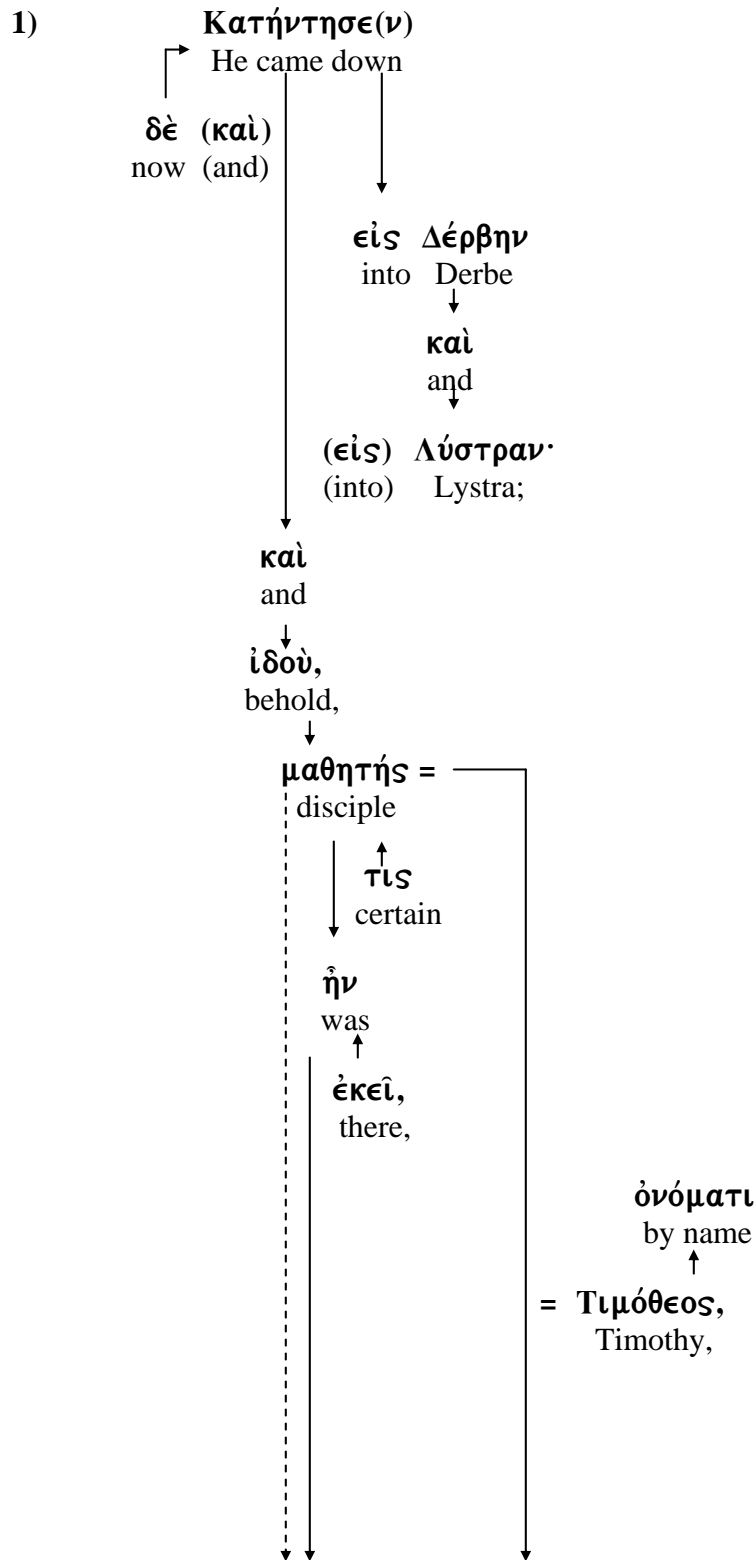 1) Κατήντησε(ν)
He came down
δὲ (καὶ)
now (and)
εἰς Δέρβην
into Derbe
καὶ
and
(εἰς) Λύστραν·
(into) Lystra;
καὶ
and
ἰδοὺ,
behold,
μαθητής =
disciple
τις
certain
ἦν
was
ἐκεῖ,
there,
ὀνόματι
by name
= Τιμόθεος,
Timothy,